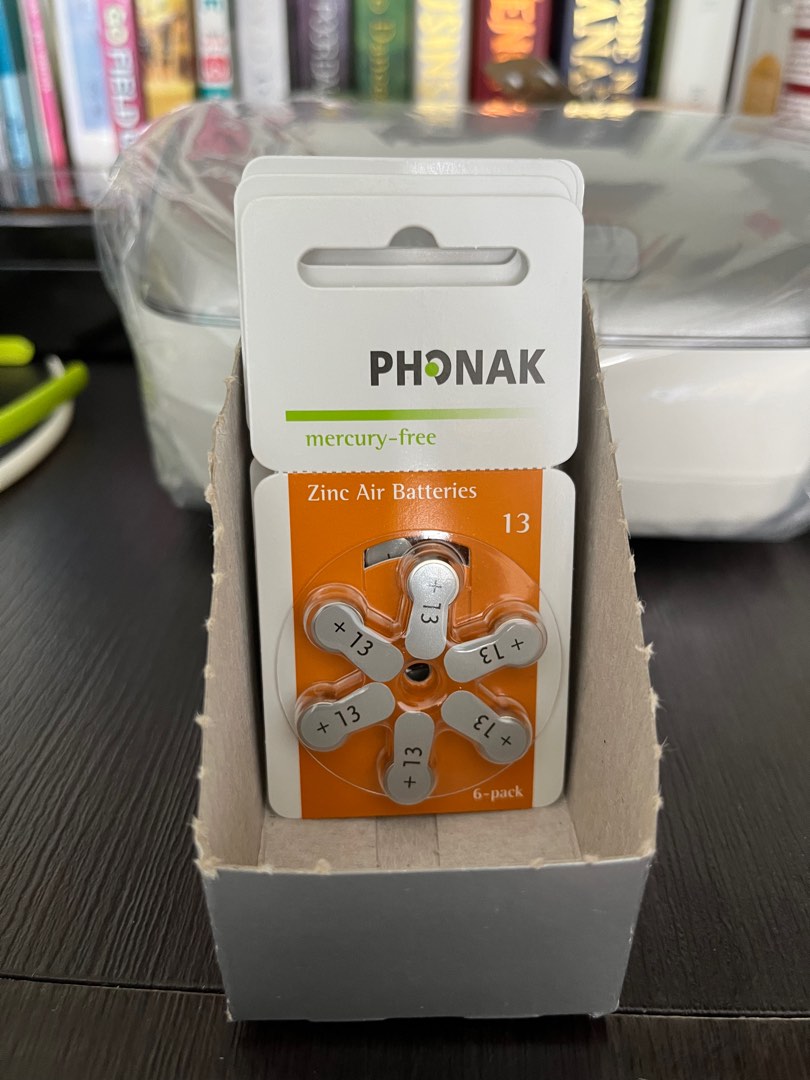 PHONAK
mercury-free
Zinc Air Batteries
13
+ 13
+ 13
+ 13
+ 13
+ 13
+ 13
6-pack